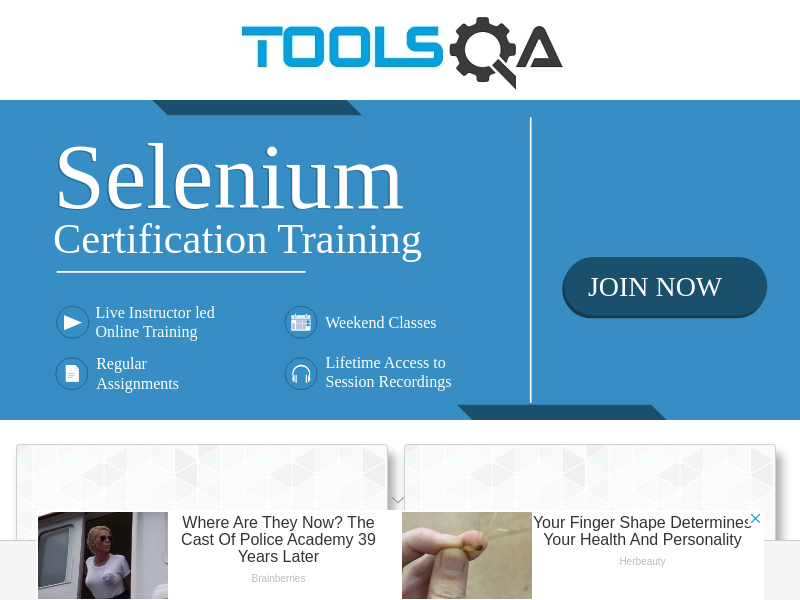 TOOLSQA
Selenium
Certification Training
JOIN NOW
Live Instructor led
Online Training
Weekend Classes
Regular
Assignments
Lifetime Access to
Session Recordings
Where Are They Now? The
Cast Of Police Academy 39
Years Later
Brainberries
Your Finger Shape Determines
Your Health And Personality
Herbeauty